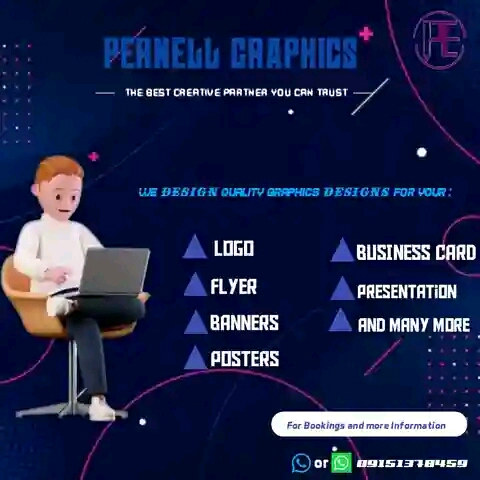 PERNELL GRAPHICS
THE BEST CREATIVE PARTNER YOU CAN TRUST
WE DESIGN QUALITY GRAPHICS DESIGNS FOR YOUR :
LOGO
FLYER
BANNERS
POSTERS
BUSINESS CARD
PRESENTATION
AND MANY MORE
For Bookings and more Information
or 09151378459